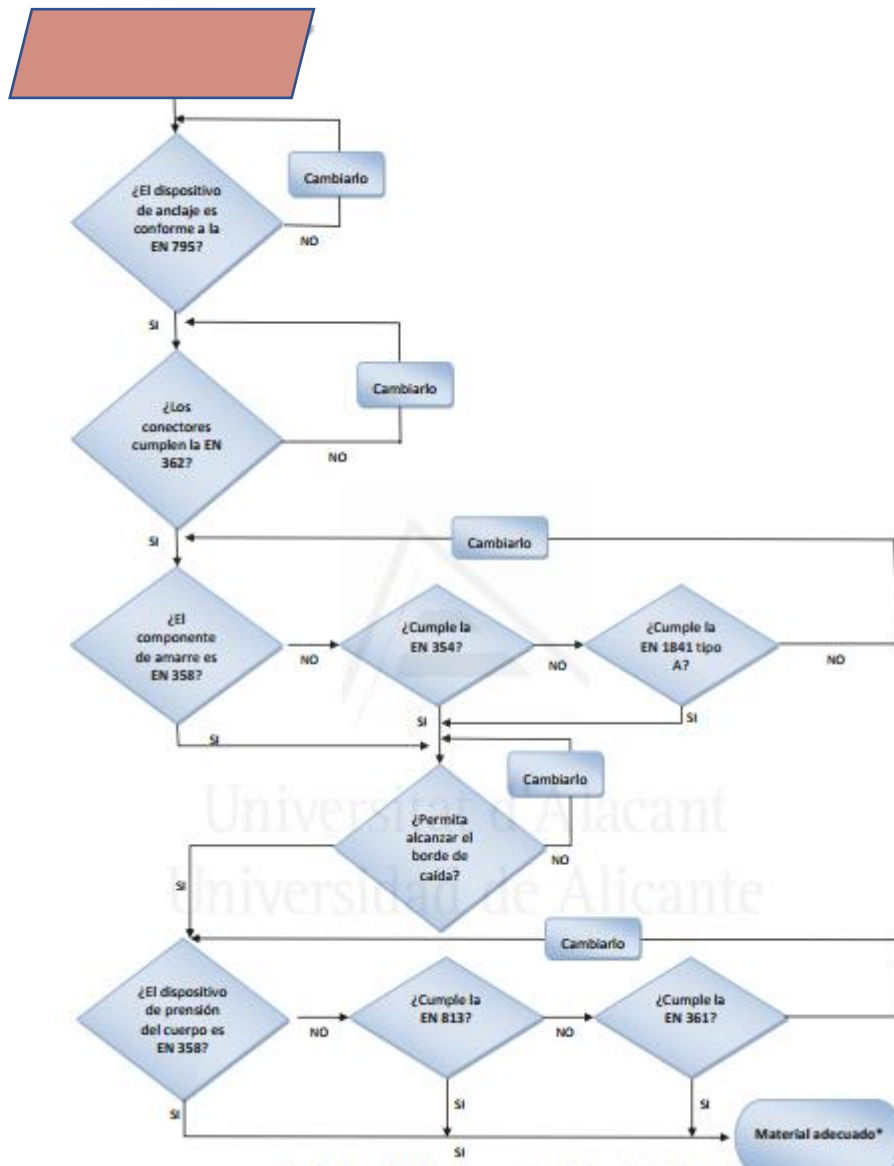 ¿El dispositivo
de anclaje es
conforme a la
EN 795?
Cambiarlo
NO
SI
¿Los
conectores
cumplen la EN
362?
Cambiarlo
NO
SI
Cambiarlo
¿El
componente
de amarre es
EN 358?
NO
¿Cumple la
EN 354?
NO
¿Cumple la
EN 1841 tipo
A?
NO
SI
SI
SI
Cambiarlo
¿Permita
alcanzar el
borde de
caída?
NO
SI
Universitat d'Alacant
Universidad de Alicante
Cambiarlo
¿El dispositivo
de prensión
del cuerpo es
EN 358?
NO
¿Cumple la
EN 813?
NO
¿Cumple la
EN 361?
SI
SI
SI
SI
Material adecuado*